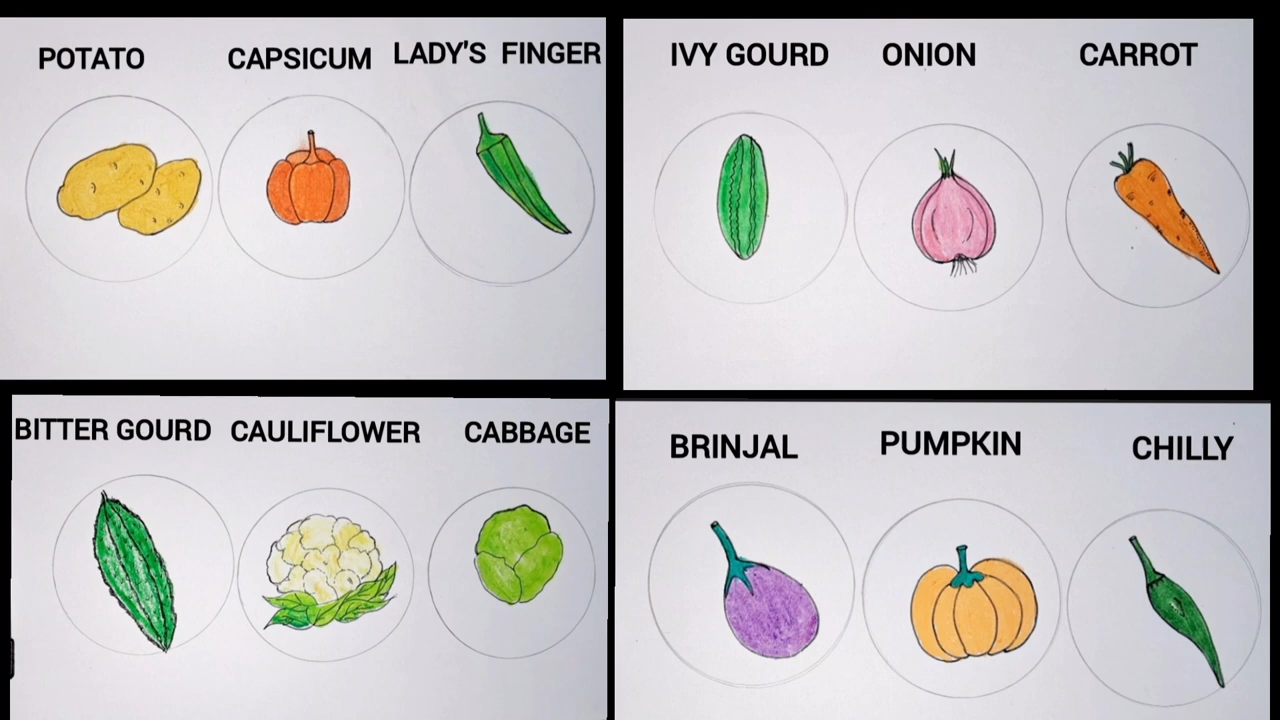 POTATO
CAPSICUM
LADY'S FINGER
IVY GOURD
ONION
CARROT
BITTER GOURD
CAULIFLOWER
CABBAGE
BRINJAL
PUMPKIN
CHILLY